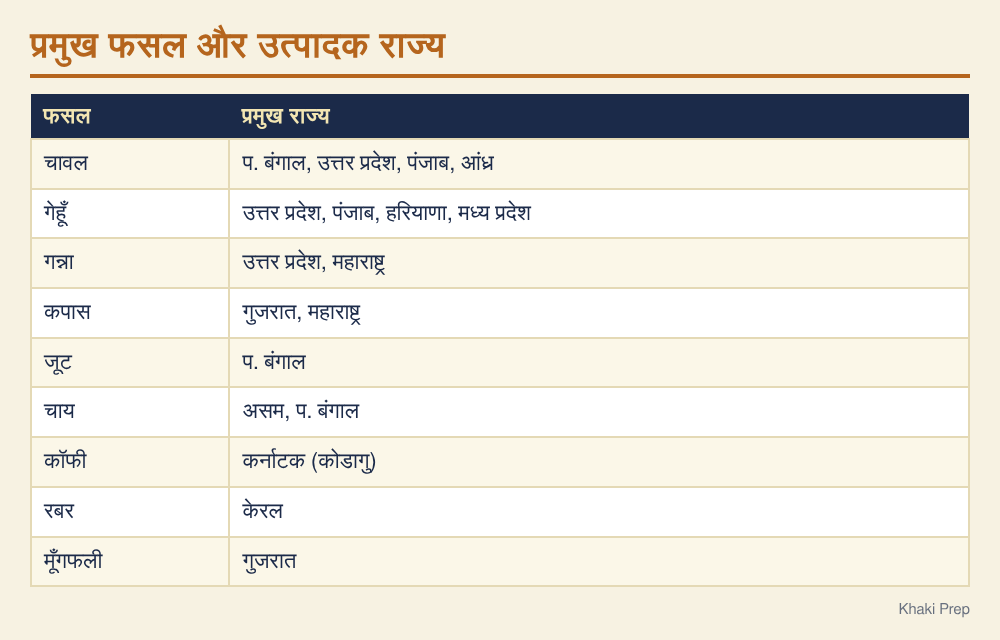 प्रमुख फसल और उत्पादक राज्य
फसल प्रमुख राज्य
चावल प. बंगाल, उत्तर प्रदेश, पंजाब, आंध्र
गेहूँ उत्तर प्रदेश, पंजाब, हरियाणा, मध्य प्रदेश
गन्ना उत्तर प्रदेश, महाराष्ट्र
कपास गुजरात, महाराष्ट्र
जूट प. बंगाल
चाय असम, प. बंगाल
कॉफी कर्नाटक (कोडागु)
रबर केरल
मूँगफली गुजरात
Khaki Prep